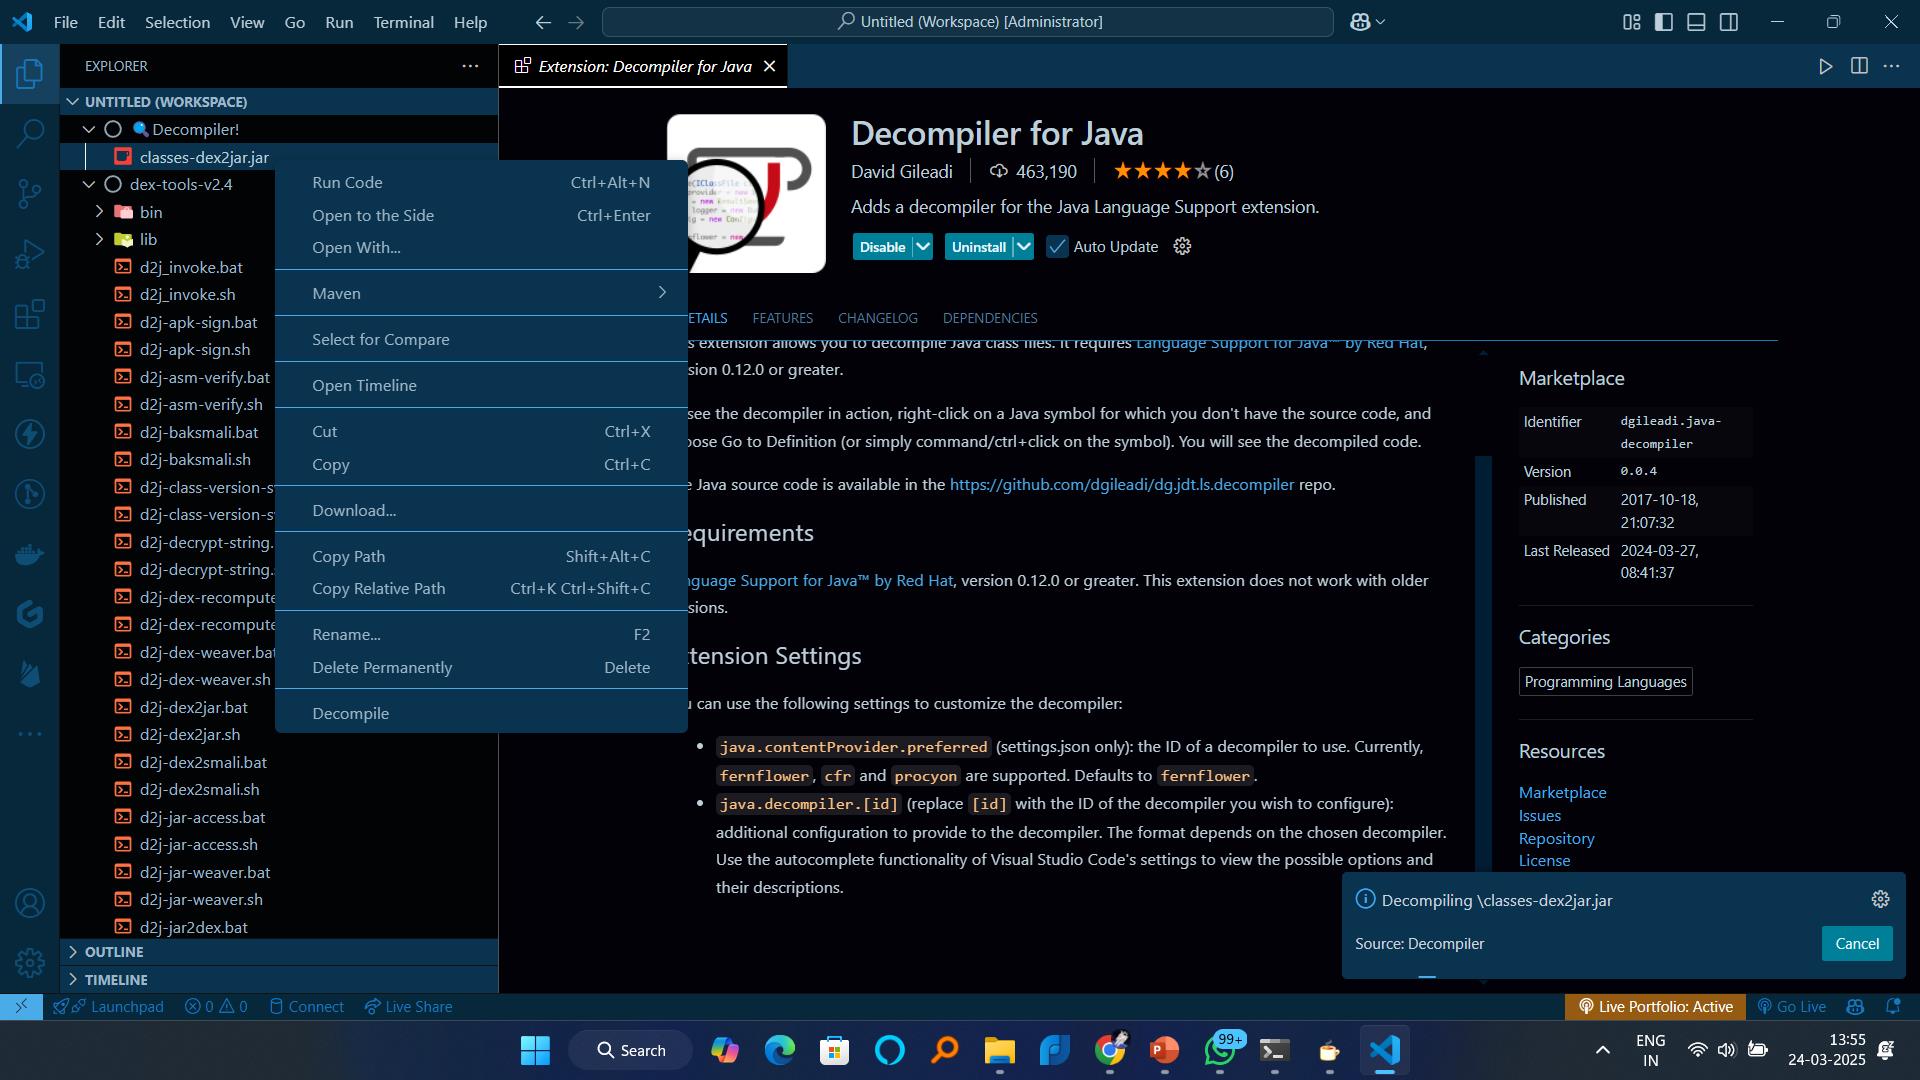 File Edit Selection View Go Run Terminal Help
Untitled (Workspace) [Administrator]
EXPLORER
Extension: Decompiler for Java
UNTITLED (WORKSPACE)
Decompiler!
classes-dex2jar.jar
dex-tools-v2.4
bin
lib
d2j_invoke.bat
d2j_invoke.sh
d2j-apk-sign.bat
d2j-apk-sign.sh
d2j-asm-verify.bat
d2j-asm-verify.sh
d2j-baksmali.bat
d2j-baksmali.sh
d2j-class-version-s
d2j-class-version-s
d2j-decrypt-string.
d2j-decrypt-string.
d2j-dex-recompute
d2j-dex-recompute
d2j-dex-weaver.bat
d2j-dex-weaver.sh
d2j-dex2jar.bat
d2j-dex2jar.sh
d2j-dex2smali.bat
d2j-dex2smali.sh
d2j-jar-access.bat
d2j-jar-access.sh
d2j-jar-weaver.bat
d2j-jar-weaver.sh
d2j-jar2dex.bat
OUTLINE
TIMELINE
Run Code Ctrl+Alt+N
Open to the Side Ctrl+Enter
Open With...
Maven
Select for Compare
Open Timeline
Cut Ctrl+X
Copy Ctrl+C
Download...
Copy Path Shift+Alt+C
Copy Relative Path Ctrl+K Ctrl+Shift+C
Rename... F2
Delete Permanently Delete
Decompile
Decompiler for Java
David Gileadi 463,190 (6)
Adds a decompiler for the Java Language Support extension.
Disable Uninstall Auto Update
ETAILS FEATURES CHANGELOG DEPENDENCIES
s extension allows you to decompile Java class files. It requires Language Support for Java™ by Red Hat,
sion 0.12.0 or greater.
see the decompiler in action, right-click on a Java symbol for which you don't have the source code, and
oose Go to Definition (or simply command/ctrl+click on the symbol). You will see the decompiled code.
e Java source code is available in the https://github.com/dgileadi/dg.jdt.ls.decompiler repo.
equirements
nguage Support for Java™ by Red Hat, version 0.12.0 or greater. This extension does not work with older
sions.
tension Settings
u can use the following settings to customize the decompiler:
• java.contentProvider.preferred (settings.json only): the ID of a decompiler to use. Currently,
fernflower, cfr and procyon are supported. Defaults to fernflower.
• java.decompiler.[id] (replace [id] with the ID of the decompiler you wish to configure):
additional configuration to provide to the decompiler. The format depends on the chosen decompiler.
Use the autocomplete functionality of Visual Studio Code's settings to view the possible options and
their descriptions.
Marketplace
Identifier dgileadi.java-
decompiler
Version 0.0.4
Published 2017-10-18,
21:07:32
Last Released 2024-03-27,
08:41:37
Categories
Programming Languages
Resources
Marketplace
Issues
Repository
License
Decompiling \classes-dex2jar.jar
Source: Decompiler Cancel
Launchpad 0 0 Connect Live Share
Live Portfolio: Active Go Live
Search
99+
ENG
IN
13:55
24-03-2025